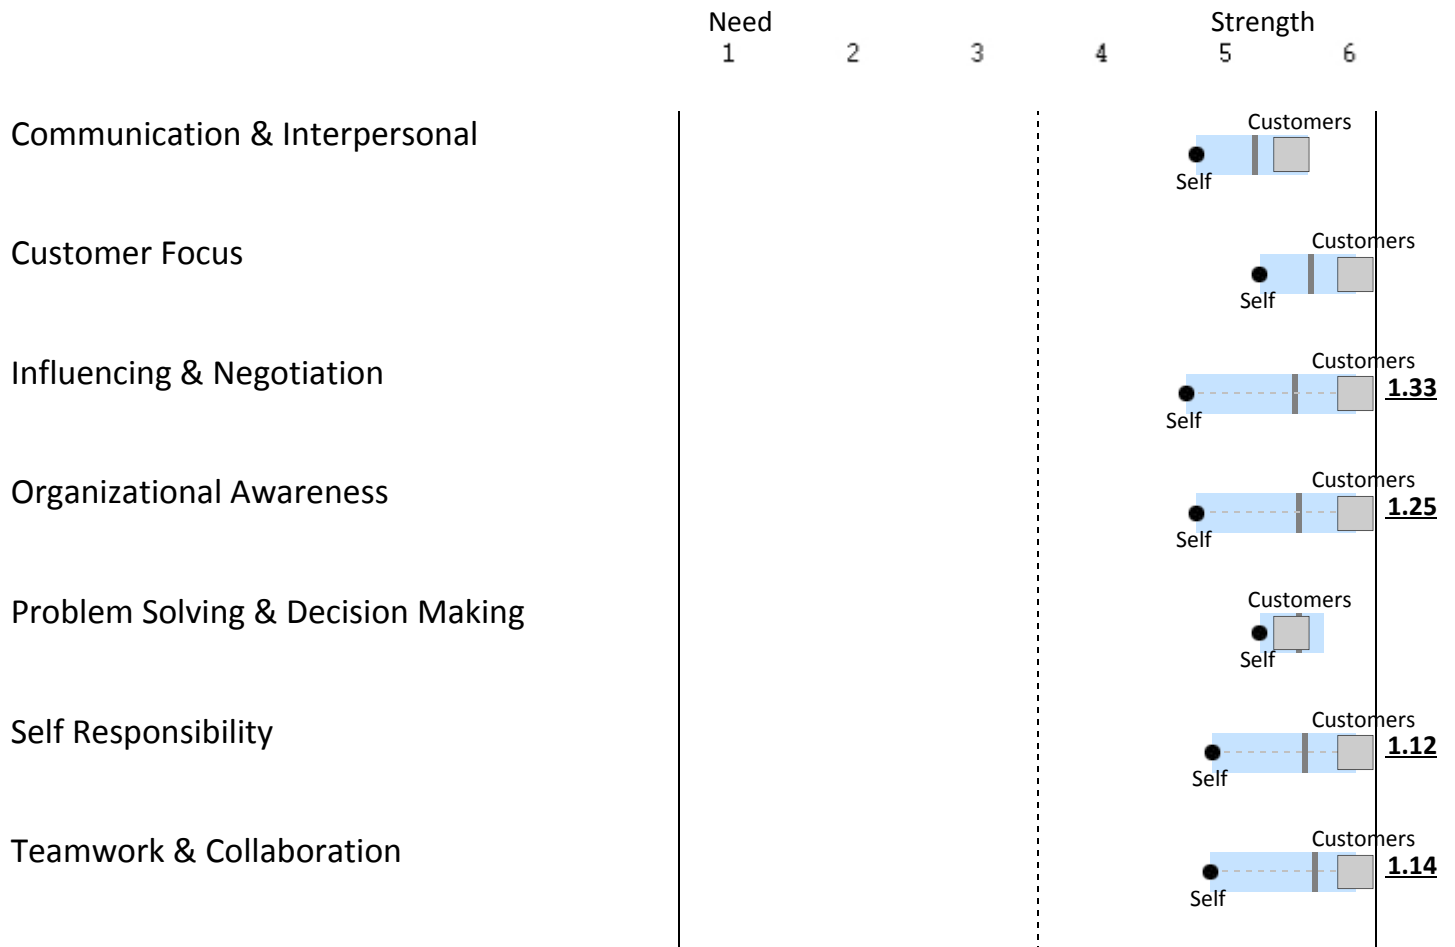 Need Strength
1 2 3 4 5 6
Communication & Interpersonal
Customers
Self
Customer Focus
Customers
Self
Influencing & Negotiation
Customers
1.33
Self
Organizational Awareness
Customers
1.25
Self
Problem Solving & Decision Making
Customers
Self
Self Responsibility
Customers
1.12
Self
Teamwork & Collaboration
Customers
1.14
Self